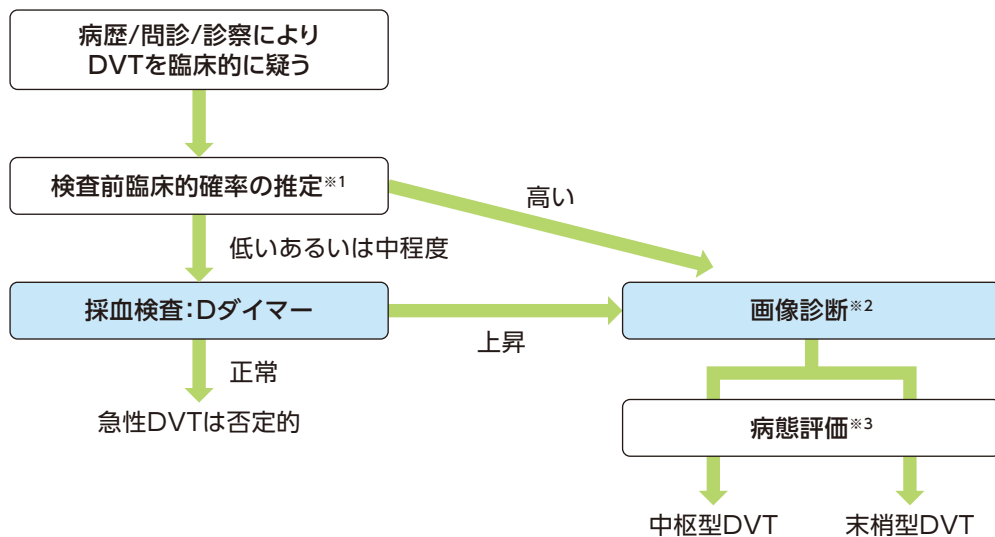 病歴/問診/診察により
DVTを臨床的に疑う
検査前臨床的確率の推定※1
高い
低いあるいは中程度
採血検査:Dダイマー
上昇
画像診断※2
正常
急性DVTは否定的
病態評価※3
中枢型DVT
末梢型DVT